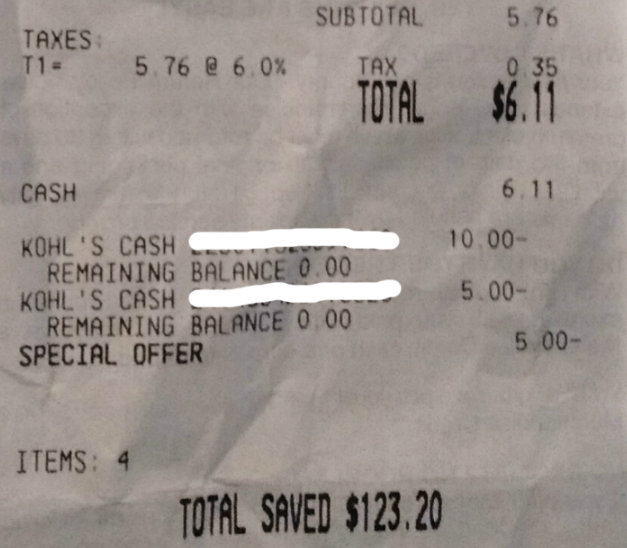 SUBTOTAL 5.76
TAXES:
T1= 5.76 @ 6.0% TAX 0.35
TOTAL $6.11
CASH 6.11
KOHL'S CASH 10.00-
REMAINING BALANCE 0.00
KOHL'S CASH 5.00-
REMAINING BALANCE 0.00
SPECIAL OFFER 5.00-
ITEMS: 4
TOTAL SAVED $123.20